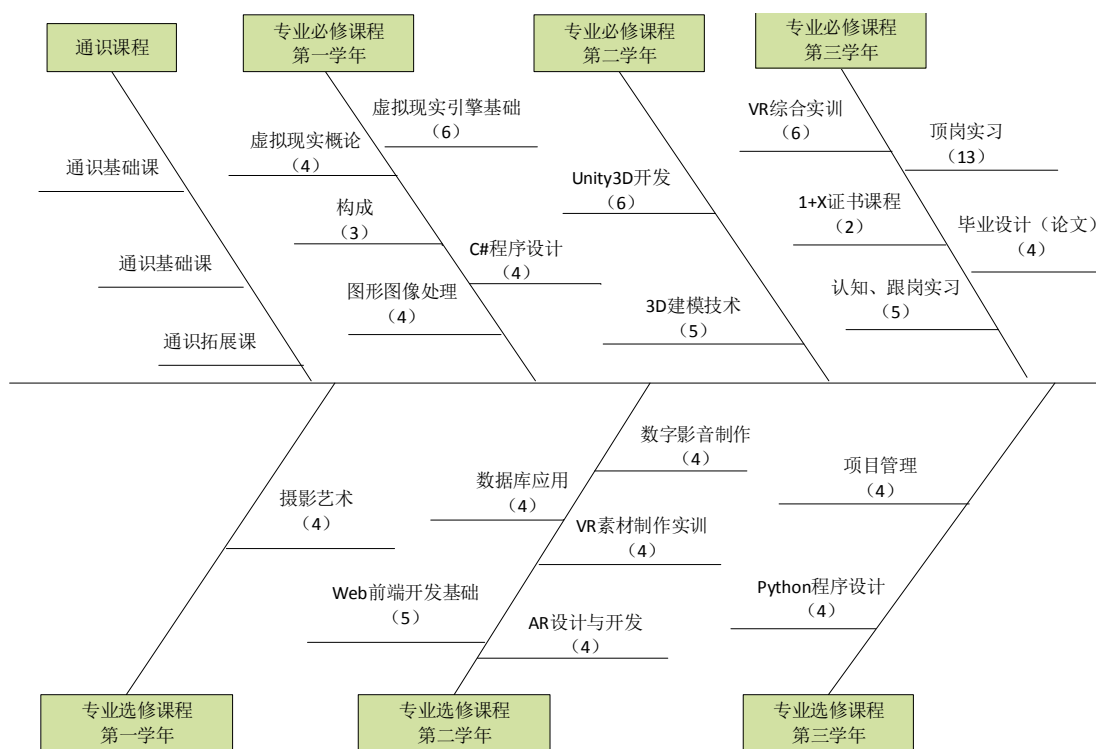 通识课程
专业必修课程
第一学年
专业必修课程
第二学年
专业必修课程
第三学年
通识基础课
通识基础课
通识拓展课
虚拟现实概论
（4）
构成
（3）
图形图像处理
（4）
虚拟现实引擎基础
（6）
C#程序设计
（4）
Unity3D开发
（6）
3D建模技术
（5）
VR综合实训
（6）
1+X证书课程
（2）
认知、跟岗实习
（5）
顶岗实习
（13）
毕业设计（论文）
（4）
摄影艺术
（4）
数据库应用
（4）
Web前端开发基础
（5）
数字影音制作
（4）
VR素材制作实训
（4）
AR设计与开发
（4）
项目管理
（4）
Python程序设计
（4）
专业选修课程
第一学年
专业选修课程
第二学年
专业选修课程
第三学年